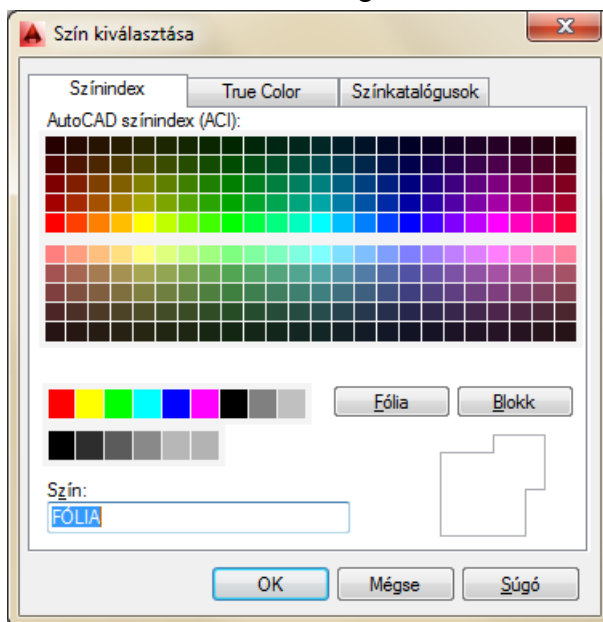 Szín kiválasztása
Színindex True Color Színkatalógusok
AutoCAD színindex (ACI):
Fólia Blokk
Szín:
FÓLIA
OK Mégse Súgó